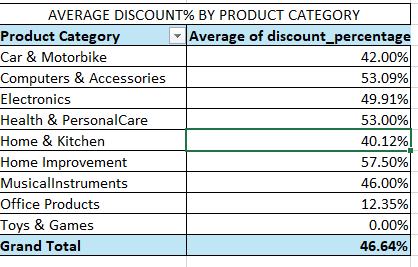 AVERAGE DISCOUNT% BY PRODUCT CATEGORY
Product Category Average of discount_percentage
Car & Motorbike 42.00%
Computers & Accessories 53.09%
Electronics 49.91%
Health & PersonalCare 53.00%
Home & Kitchen 40.12%
Home Improvement 57.50%
MusicalInstruments 46.00%
Office Products 12.35%
Toys & Games 0.00%
Grand Total 46.64%